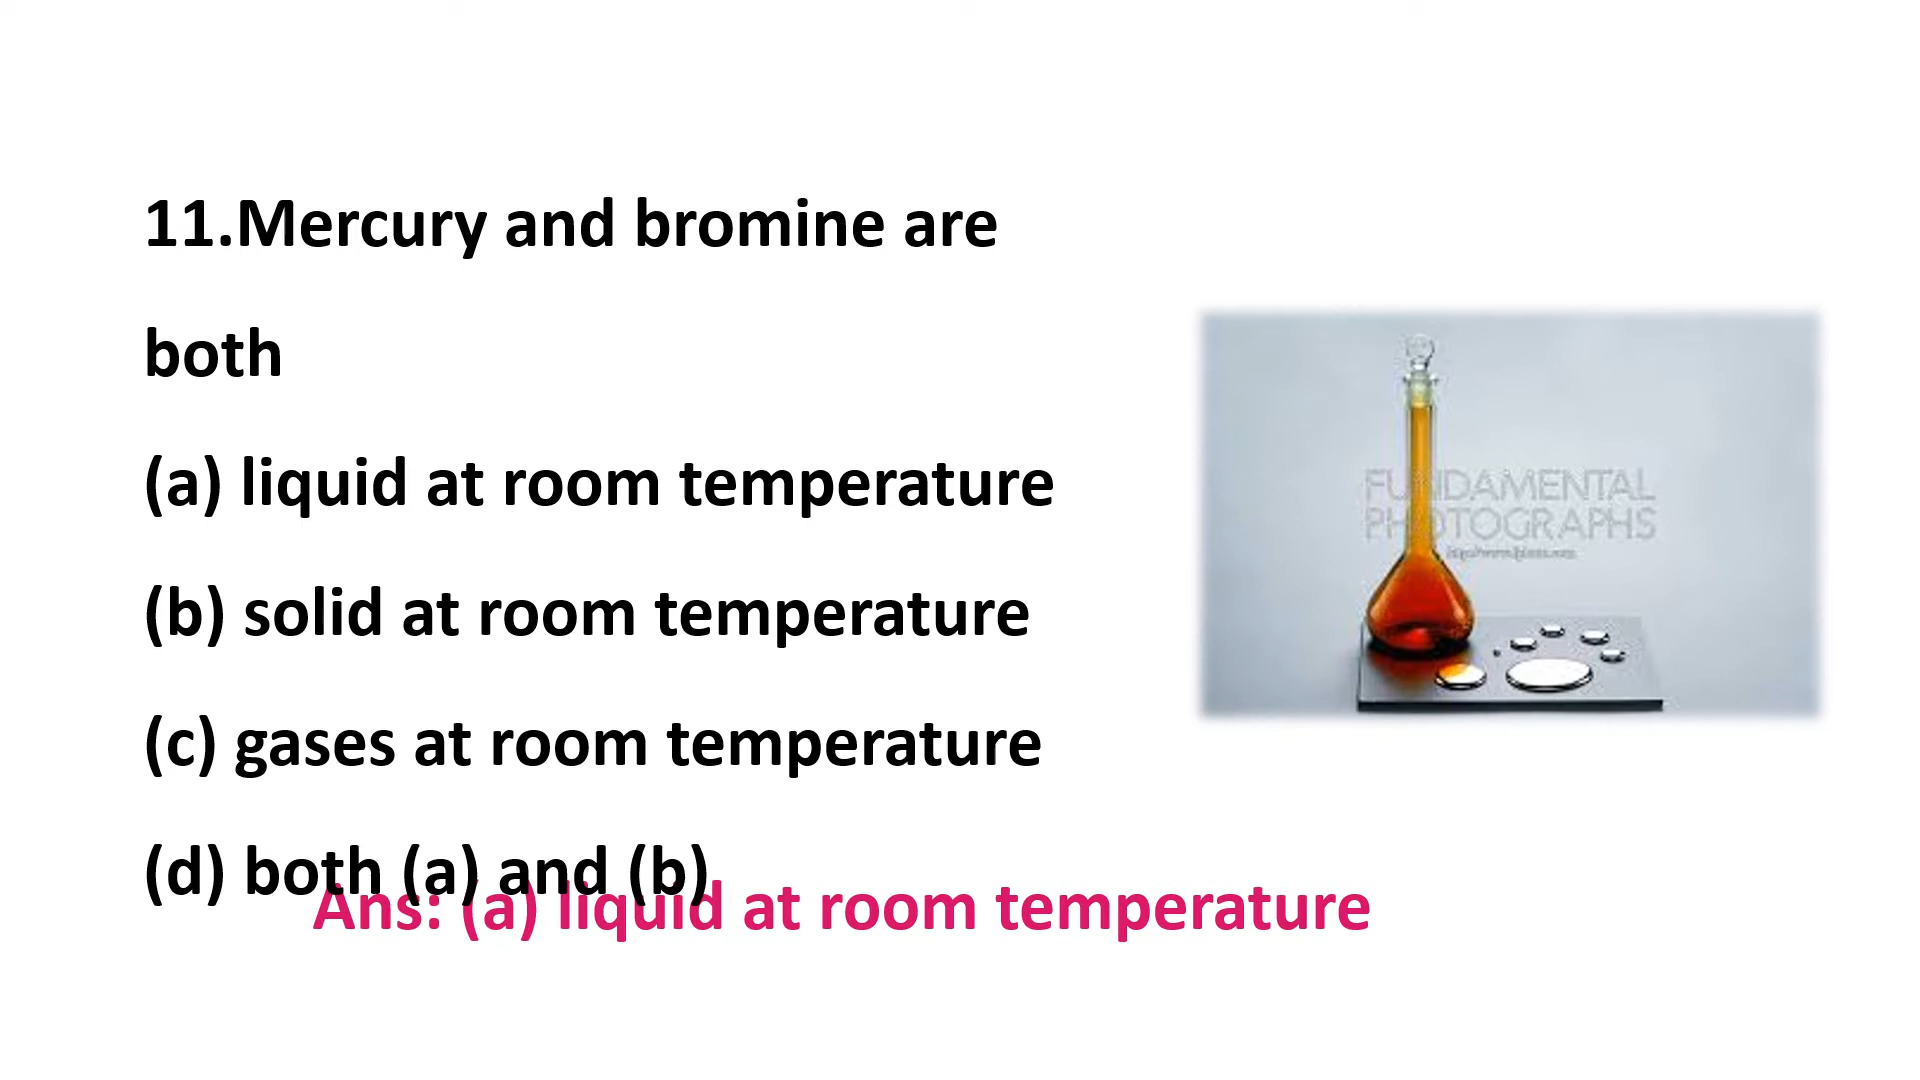 11.Mercury and bromine are
both
(a) liquid at room temperature
(b) solid at room temperature
(c) gases at room temperature
(d) both (a) and (b)
Ans: (a) liquid at room temperature
FUNDAMENTAL
PHOTOGRAPHS